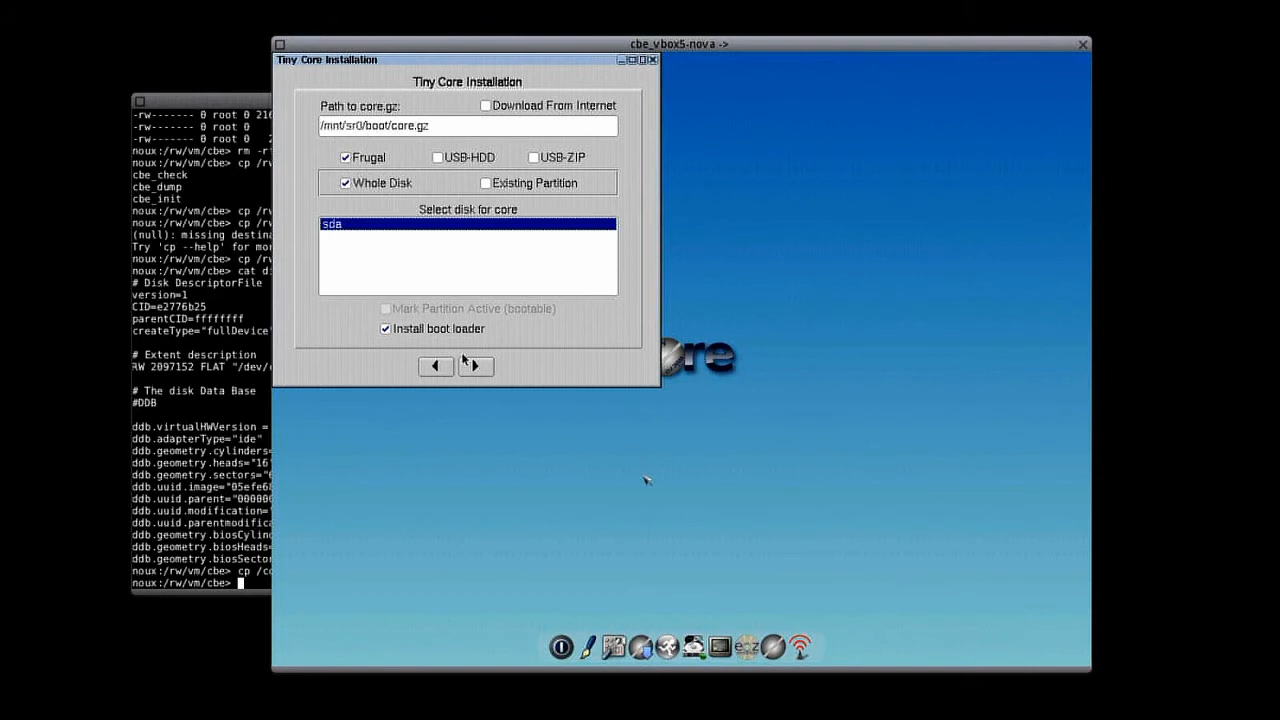 cbe_vbox5-nova ->
Tiny Core Installation
Tiny Core Installation
Path to core.gz:
Download From Internet
/mnt/sr0/boot/core.gz
Frugal
USB-HDD
USB-ZIP
Whole Disk
Existing Partition
Select disk for core
sda
Mark Partition Active (bootable)
Install boot loader
-rw------- 0 root 0 216
-rw------- 0 root 0
-rw------- 0 root 0 2
noux:/rw/vm/cbe> rm -r
noux:/rw/vm/cbe> cp /r
cbe_check
cbe_dump
cbe_init
noux:/rw/vm/cbe> cp /r
noux:/rw/vm/cbe> cp /r
(null): missing destina
Try 'cp --help' for mor
noux:/rw/vm/cbe> cp /r
noux:/rw/vm/cbe> cat d
# Disk DescriptorFile
version=1
CID=e2776b25
parentCID=ffffffff
createType="fullDevice"
# Extent description
RW 2097152 FLAT "/dev/
# The disk Data Base
#DDB
ddb.virtualHWVersion =
ddb.adapterType="ide"
ddb.geometry.cylinders=
ddb.geometry.heads="16"
ddb.geometry.sectors="6
ddb.uuid.image="05efe68
ddb.uuid.parent="000000
ddb.uuid.modification="
ddb.uuid.parentmodifica
ddb.geometry.biosCylin
ddb.geometry.biosHeads=
ddb.geometry.biosSector
noux:/rw/vm/cbe> cp /c
noux:/rw/vm/cbe>
ore